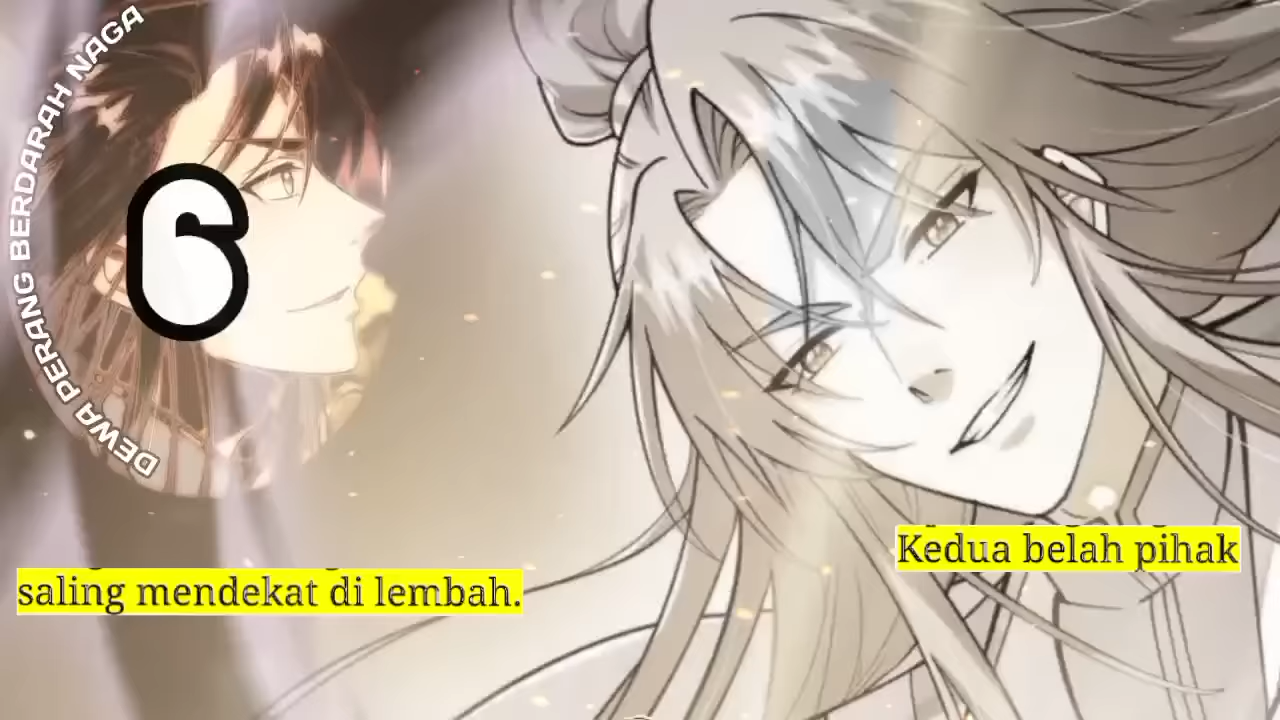 DEWA PERANG BERDARAH NAGA
6
Kedua belah pihak
saling mendekat di lembah.